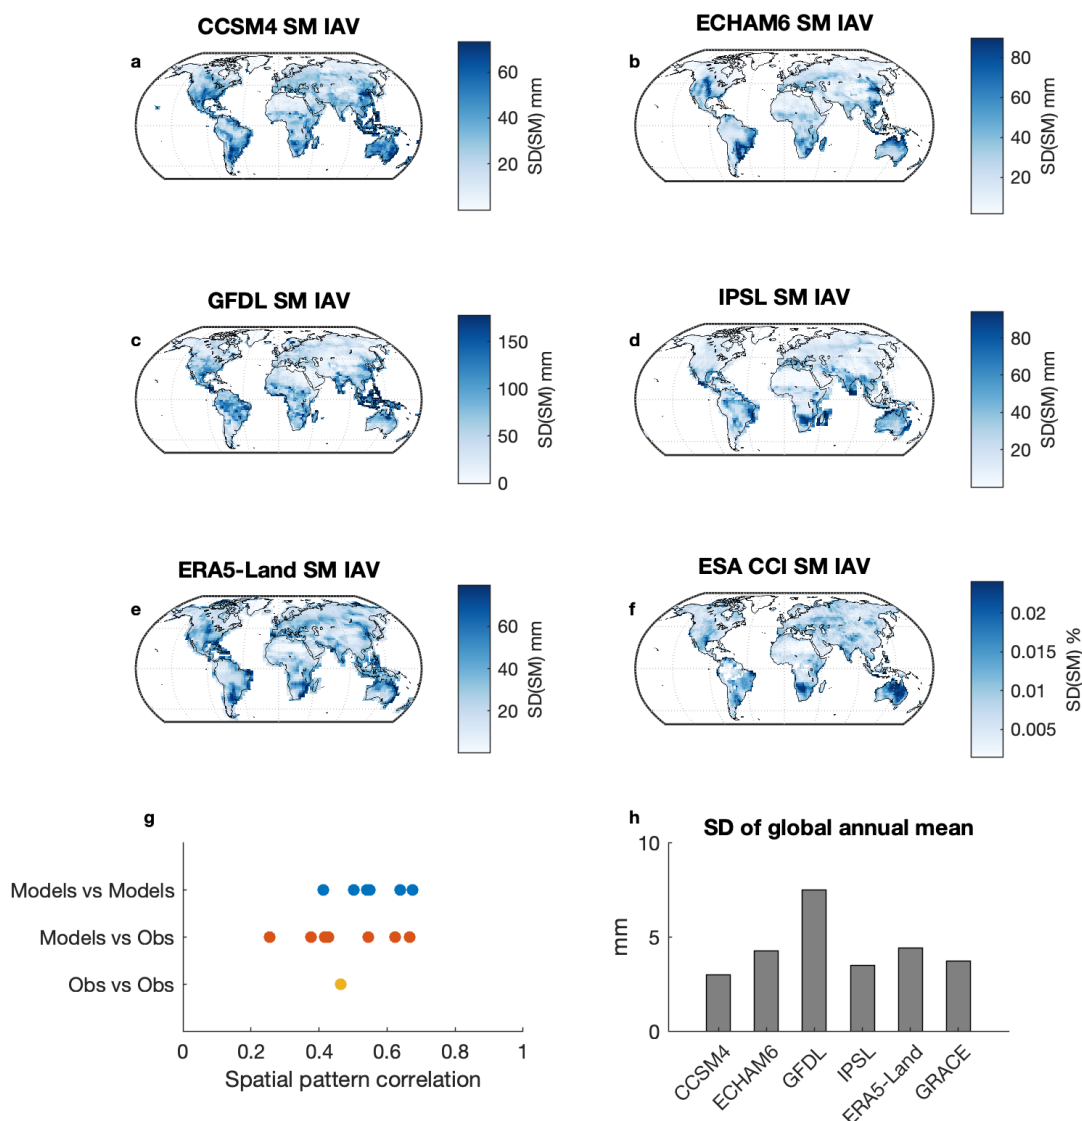 CCSM4 SM IAV
a
60
40
20
SD(SM) mm
ECHAM6 SM IAV
b
80
60
40
20
SD(SM) mm
GFDL SM IAV
c
150
100
50
0
SD(SM) mm
IPSL SM IAV
d
80
60
40
20
SD(SM) mm
ERA5-Land SM IAV
e
60
40
20
SD(SM) mm
ESA CCI SM IAV
f
0.02
0.015
0.01
0.005
SD(SM) %
g
Models vs Models
Models vs Obs
Obs vs Obs
0 0.2 0.4 0.6 0.8 1
Spatial pattern correlation
h
SD of global annual mean
10
5
0
mm
CCSM4
ECHAM6
GFDL
IPSL
ERA5-Land
GRACE